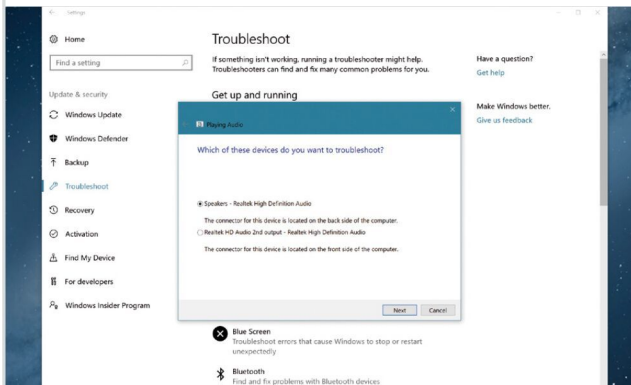 Settings
Home
Find a setting
Update & security
Windows Update
Windows Defender
Backup
Troubleshoot
Recovery
Activation
Find My Device
For developers
Windows Insider Program
Troubleshoot
If something isn't working, running a troubleshooter might help.
Troubleshooters can find and fix many common problems for you.
Get up and running
Playing Audio
Which of these devices do you want to troubleshoot?
Speakers - Realtek High Definition Audio
The connector for this device is located on the back side of the computer.
Realtek HD Audio 2nd output - Realtek High Definition Audio
The connector for this device is located on the front side of the computer.
Next Cancel
Blue Screen
Troubleshoot errors that cause Windows to stop or restart
unexpectedly
Bluetooth
Find and fix problems with Bluetooth devices
Have a question?
Get help
Make Windows better.
Give us feedback